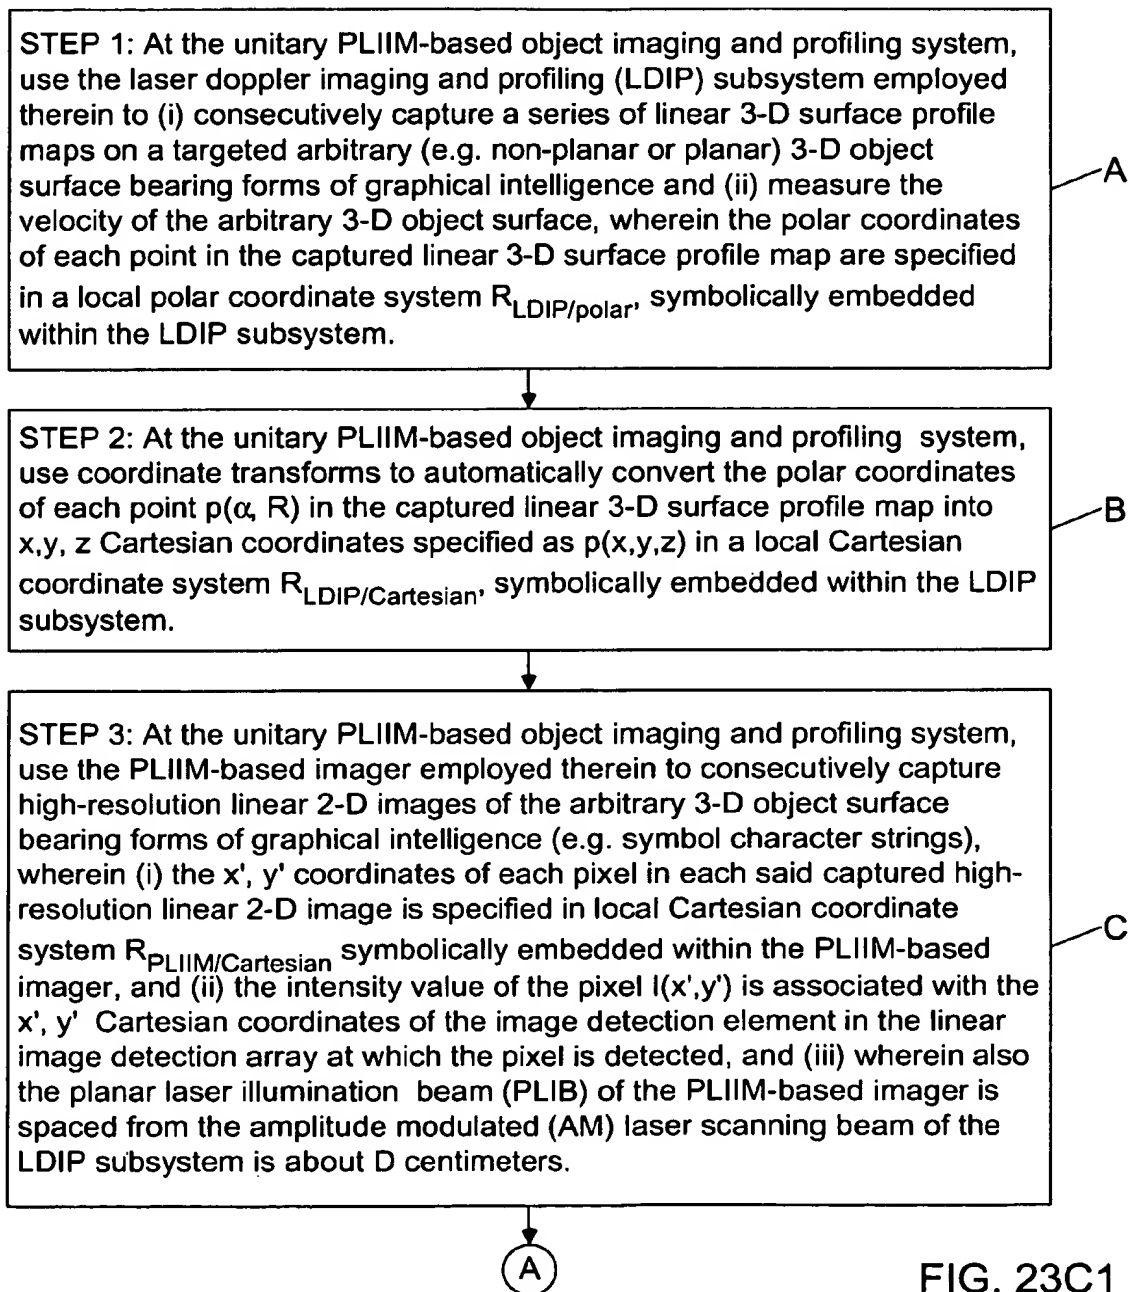 STEP 1: At the unitary PLIIM-based object imaging and profiling system,
use the laser doppler imaging and profiling (LDIP) subsystem employed
therein to (i) consecutively capture a series of linear 3-D surface profile
maps on a targeted arbitrary (e.g. non-planar or planar) 3-D object
surface bearing forms of graphical intelligence and (ii) measure the
velocity of the arbitrary 3-D object surface, wherein the polar coordinates
of each point in the captured linear 3-D surface profile map are specified
in a local polar coordinate system R_LDIP/polar, symbolically embedded
within the LDIP subsystem.
A
STEP 2: At the unitary PLIIM-based object imaging and profiling system,
use coordinate transforms to automatically convert the polar coordinates
of each point p(α, R) in the captured linear 3-D surface profile map into
x,y, z Cartesian coordinates specified as p(x,y,z) in a local Cartesian
coordinate system R_LDIP/Cartesian, symbolically embedded within the LDIP
subsystem.
B
STEP 3: At the unitary PLIIM-based object imaging and profiling system,
use the PLIIM-based imager employed therein to consecutively capture
high-resolution linear 2-D images of the arbitrary 3-D object surface
bearing forms of graphical intelligence (e.g. symbol character strings),
wherein (i) the x', y' coordinates of each pixel in each said captured high-
resolution linear 2-D image is specified in local Cartesian coordinate
system R_PLIIM/Cartesian symbolically embedded within the PLIIM-based
imager, and (ii) the intensity value of the pixel I(x',y') is associated with the
x', y' Cartesian coordinates of the image detection element in the linear
image detection array at which the pixel is detected, and (iii) wherein also
the planar laser illumination beam (PLIB) of the PLIIM-based imager is
spaced from the amplitude modulated (AM) laser scanning beam of the
LDIP subsystem is about D centimeters.
C
A
FIG. 23C1